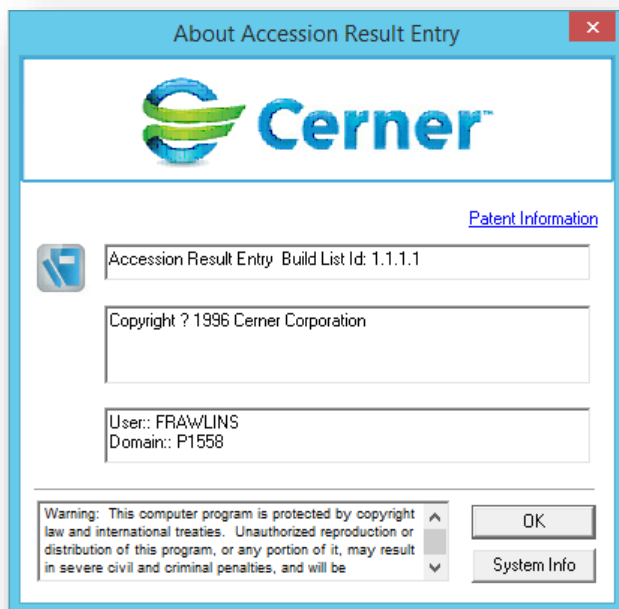 About Accession Result Entry
Cerner™
Patent Information
Accession Result Entry Build List Id: 1.1.1.1
Copyright ? 1996 Cerner Corporation
User:: FRAWLINS
Domain:: P1558
Warning: This computer program is protected by copyright
law and international treaties. Unauthorized reproduction or
distribution of this program, or any portion of it, may result
in severe civil and criminal penalties, and will be
OK
System Info